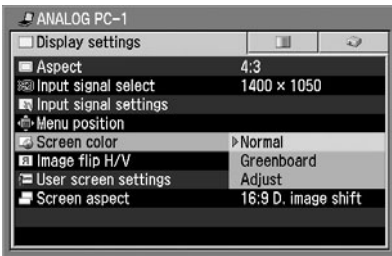 ANALOG PC-1
Display settings
Aspect 4:3
Input signal select 1400 × 1050
Input signal settings
Menu position
Screen color Normal
Image flip H/V Greenboard
User screen settings Adjust
Screen aspect 16:9 D. image shift